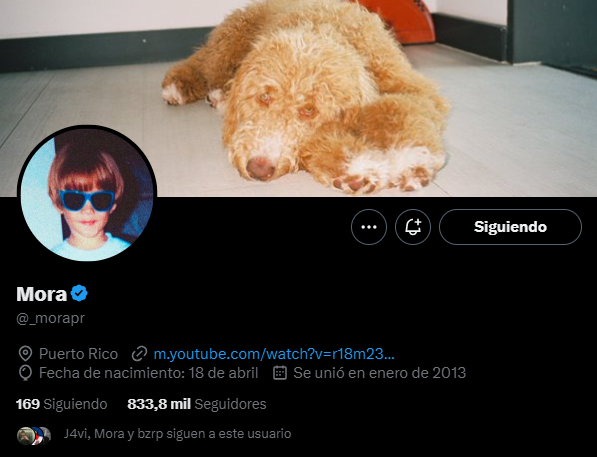 Siguiendo
Mora
@_morapr
Puerto Rico m.youtube.com/watch?v=r18m23...
Fecha de nacimiento: 18 de abril Se unió en enero de 2013
169 Siguiendo 833,8 mil Seguidores
J4vi, Mora y bzrp siguen a este usuario